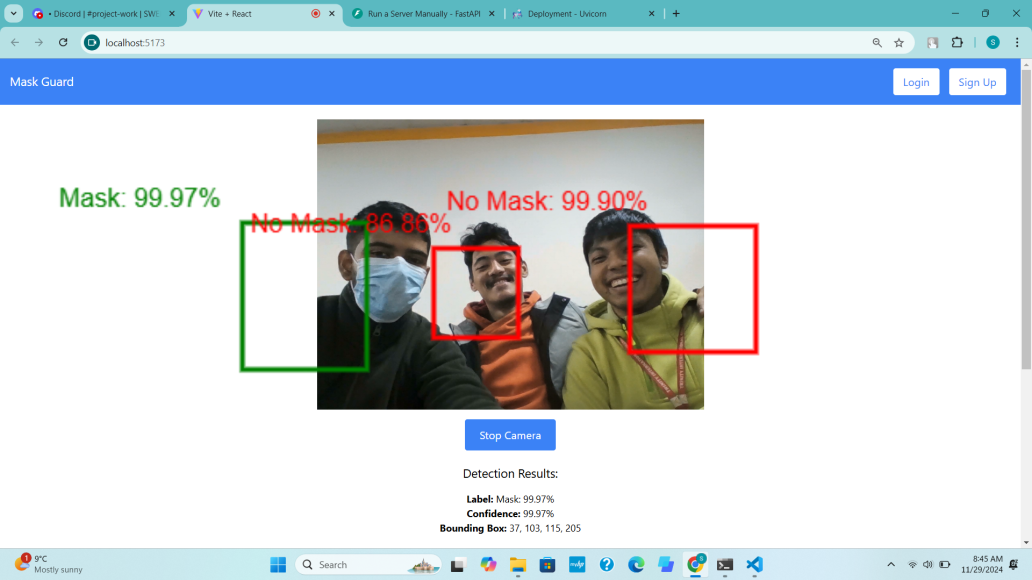 • Discord | #project-work | SWE
Vite + React
Run a Server Manually - FastAPI
Deployment - Uvicorn
localhost:5173
S
Mask Guard
Login
Sign Up
Mask: 99.97%
No Mask: 86.86%
No Mask: 99.90%
Stop Camera
Detection Results:
Label: Mask: 99.97%
Confidence: 99.97%
Bounding Box: 37, 103, 115, 205
1
9°C
Mostly sunny
Search
8:45 AM
11/29/2024